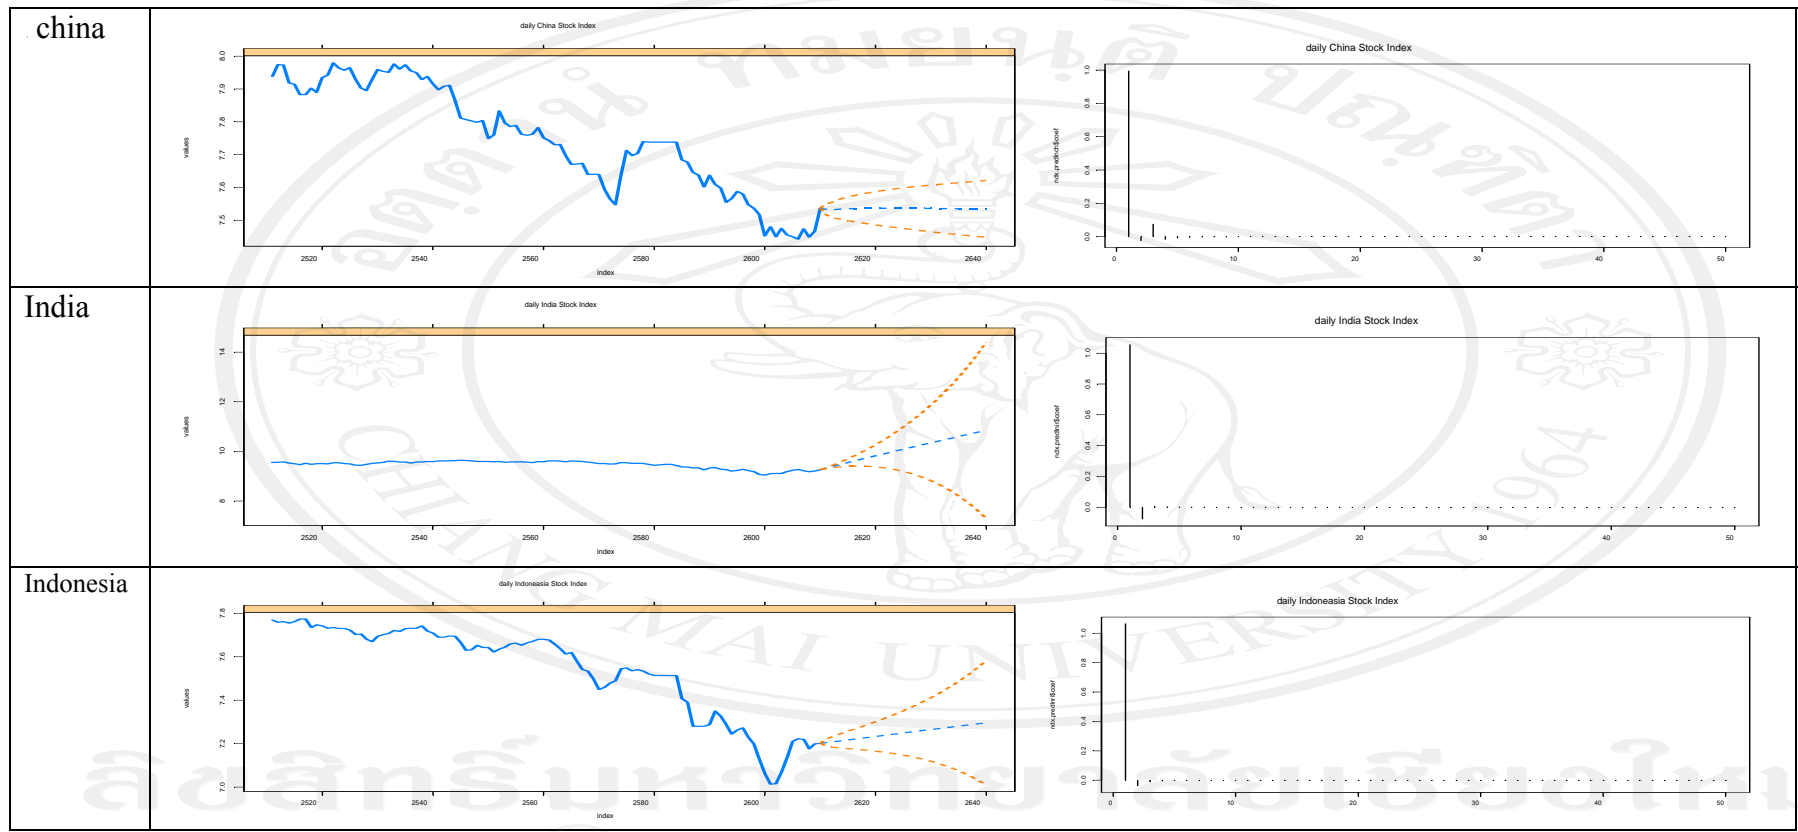 china
daily China Stock Index
8.0
7.9
7.8
7.7
7.6
7.5
values
2520 2540 2560 2580 2600 2620 2640
index
daily China Stock Index
1.0
0.8
0.6
0.4
0.2
0.0
0 10 20 30 40 50
India
daily India Stock Index
14
12
10
8
values
2520 2540 2560 2580 2600 2620 2640
index
daily India Stock Index
1.0
0.8
0.6
0.4
0.2
0.0
0 10 20 30 40 50
Indonesia
daily Indoneasia Stock Index
7.8
7.6
7.4
7.2
7.0
values
2520 2540 2560 2580 2600 2620 2640
index
daily Indoneasia Stock Index
1.0
0.8
0.6
0.4
0.2
0.0
0 10 20 30 40 50
CHIANG MAI UNIVERSITY 1964